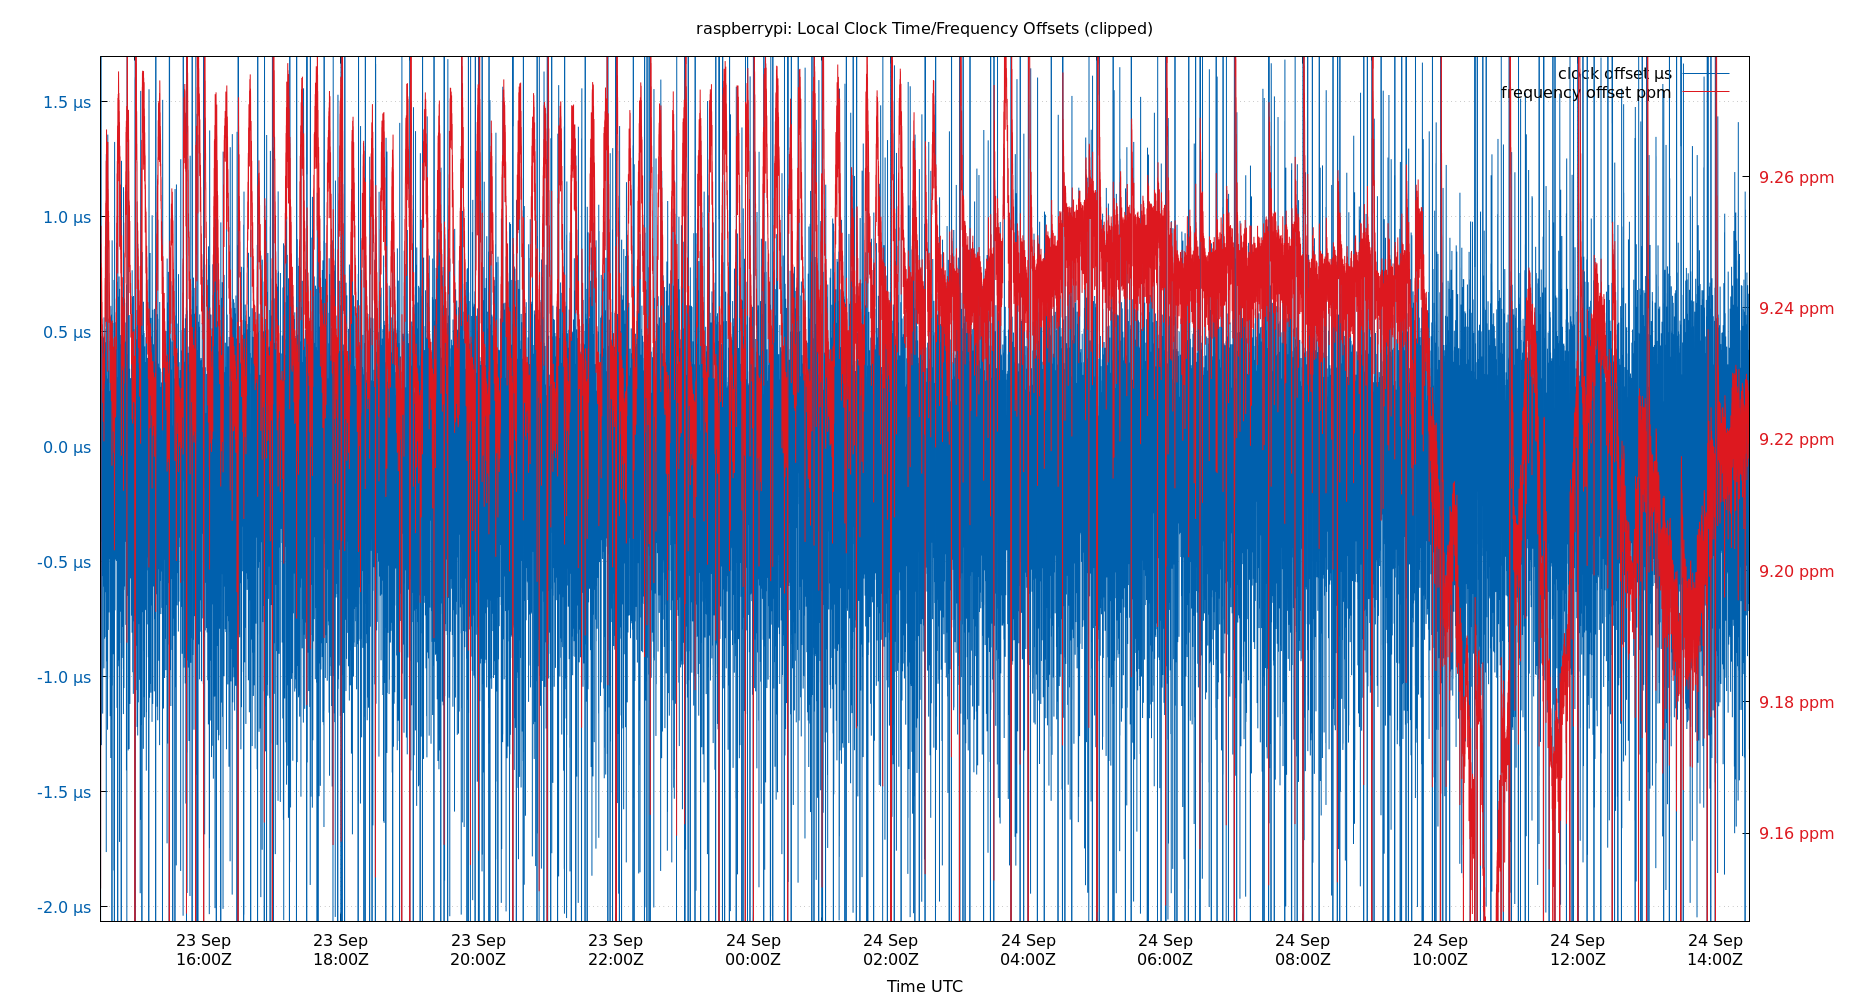 raspberrypi: Local Clock Time/Frequency Offsets (clipped)
clock offset µs
frequency offset ppm
1.5 µs
1.0 µs
0.5 µs
0.0 µs
-0.5 µs
-1.0 µs
-1.5 µs
-2.0 µs
9.26 ppm
9.24 ppm
9.22 ppm
9.20 ppm
9.18 ppm
9.16 ppm
23 Sep 23 Sep 23 Sep 23 Sep 24 Sep 24 Sep 24 Sep 24 Sep 24 Sep 24 Sep 24 Sep 24 Sep
16:00Z 18:00Z 20:00Z 22:00Z 00:00Z 02:00Z 04:00Z 06:00Z 08:00Z 10:00Z 12:00Z 14:00Z
Time UTC